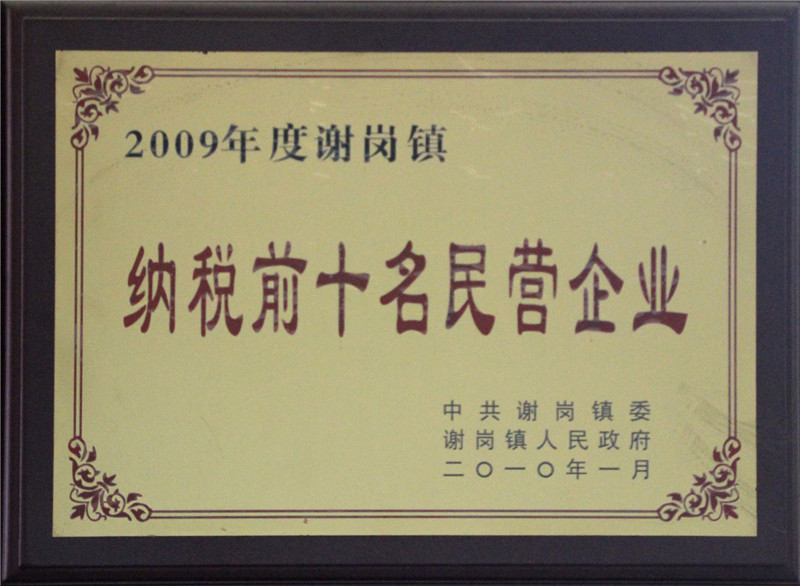 2009年度谢岗镇
纳税前十名民营企业
中共谢岗镇委
谢岗镇人民政府
二〇一〇年一月